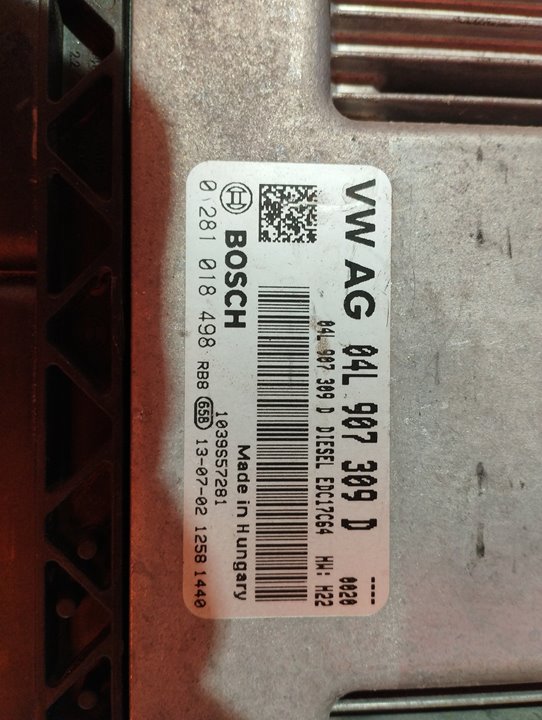 VW AG 04L 907 309 D ----
0020
04L 907 309 D DIESEL EDC17C64 HW: H22
BOSCH
1039S57281
Made in Hungary
0 281 018 498 RB8 65B 13-07-02 1258 1440